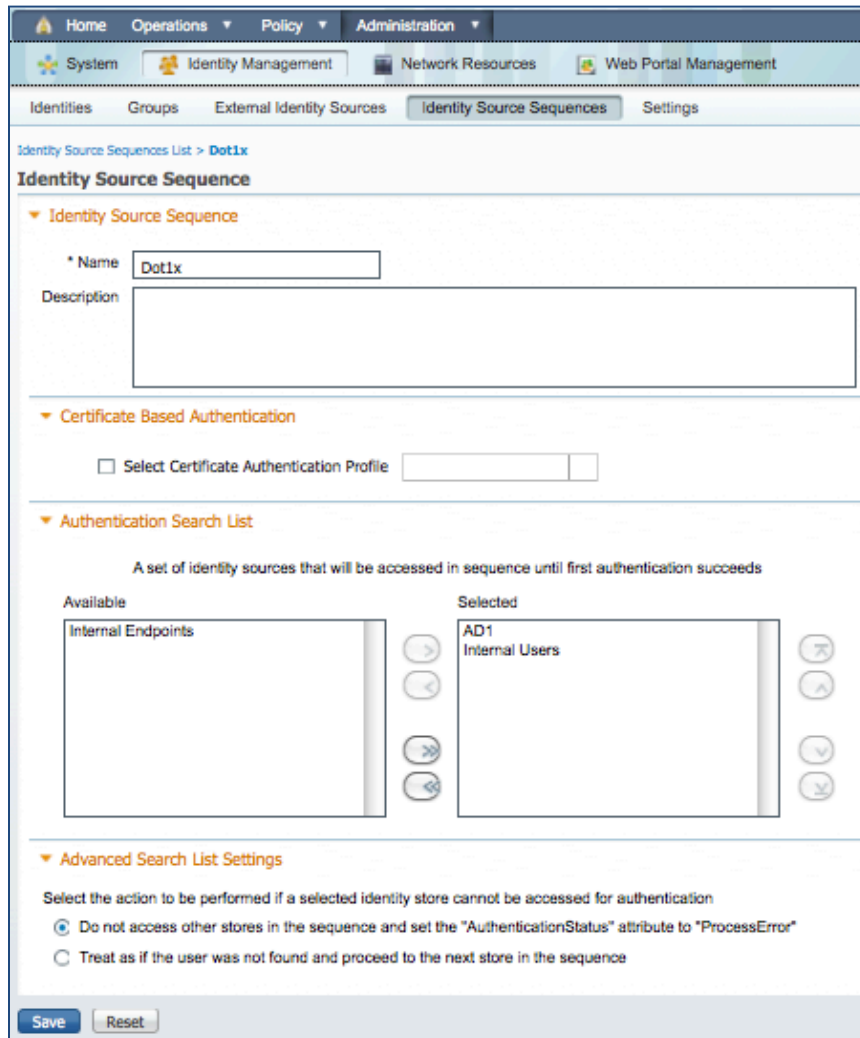 Home Operations Policy Administration
System Identity Management Network Resources Web Portal Management
Identities Groups External Identity Sources Identity Source Sequences Settings
Identity Source Sequences List > Dot1x
Identity Source Sequence
Identity Source Sequence
* Name Dot1x
Description
Certificate Based Authentication
Select Certificate Authentication Profile
Authentication Search List
A set of identity sources that will be accessed in sequence until first authentication succeeds
Available Selected
Internal Endpoints AD1
Internal Users
Advanced Search List Settings
Select the action to be performed if a selected identity store cannot be accessed for authentication
Do not access other stores in the sequence and set the "AuthenticationStatus" attribute to "ProcessError"
Treat as if the user was not found and proceed to the next store in the sequence
Save Reset